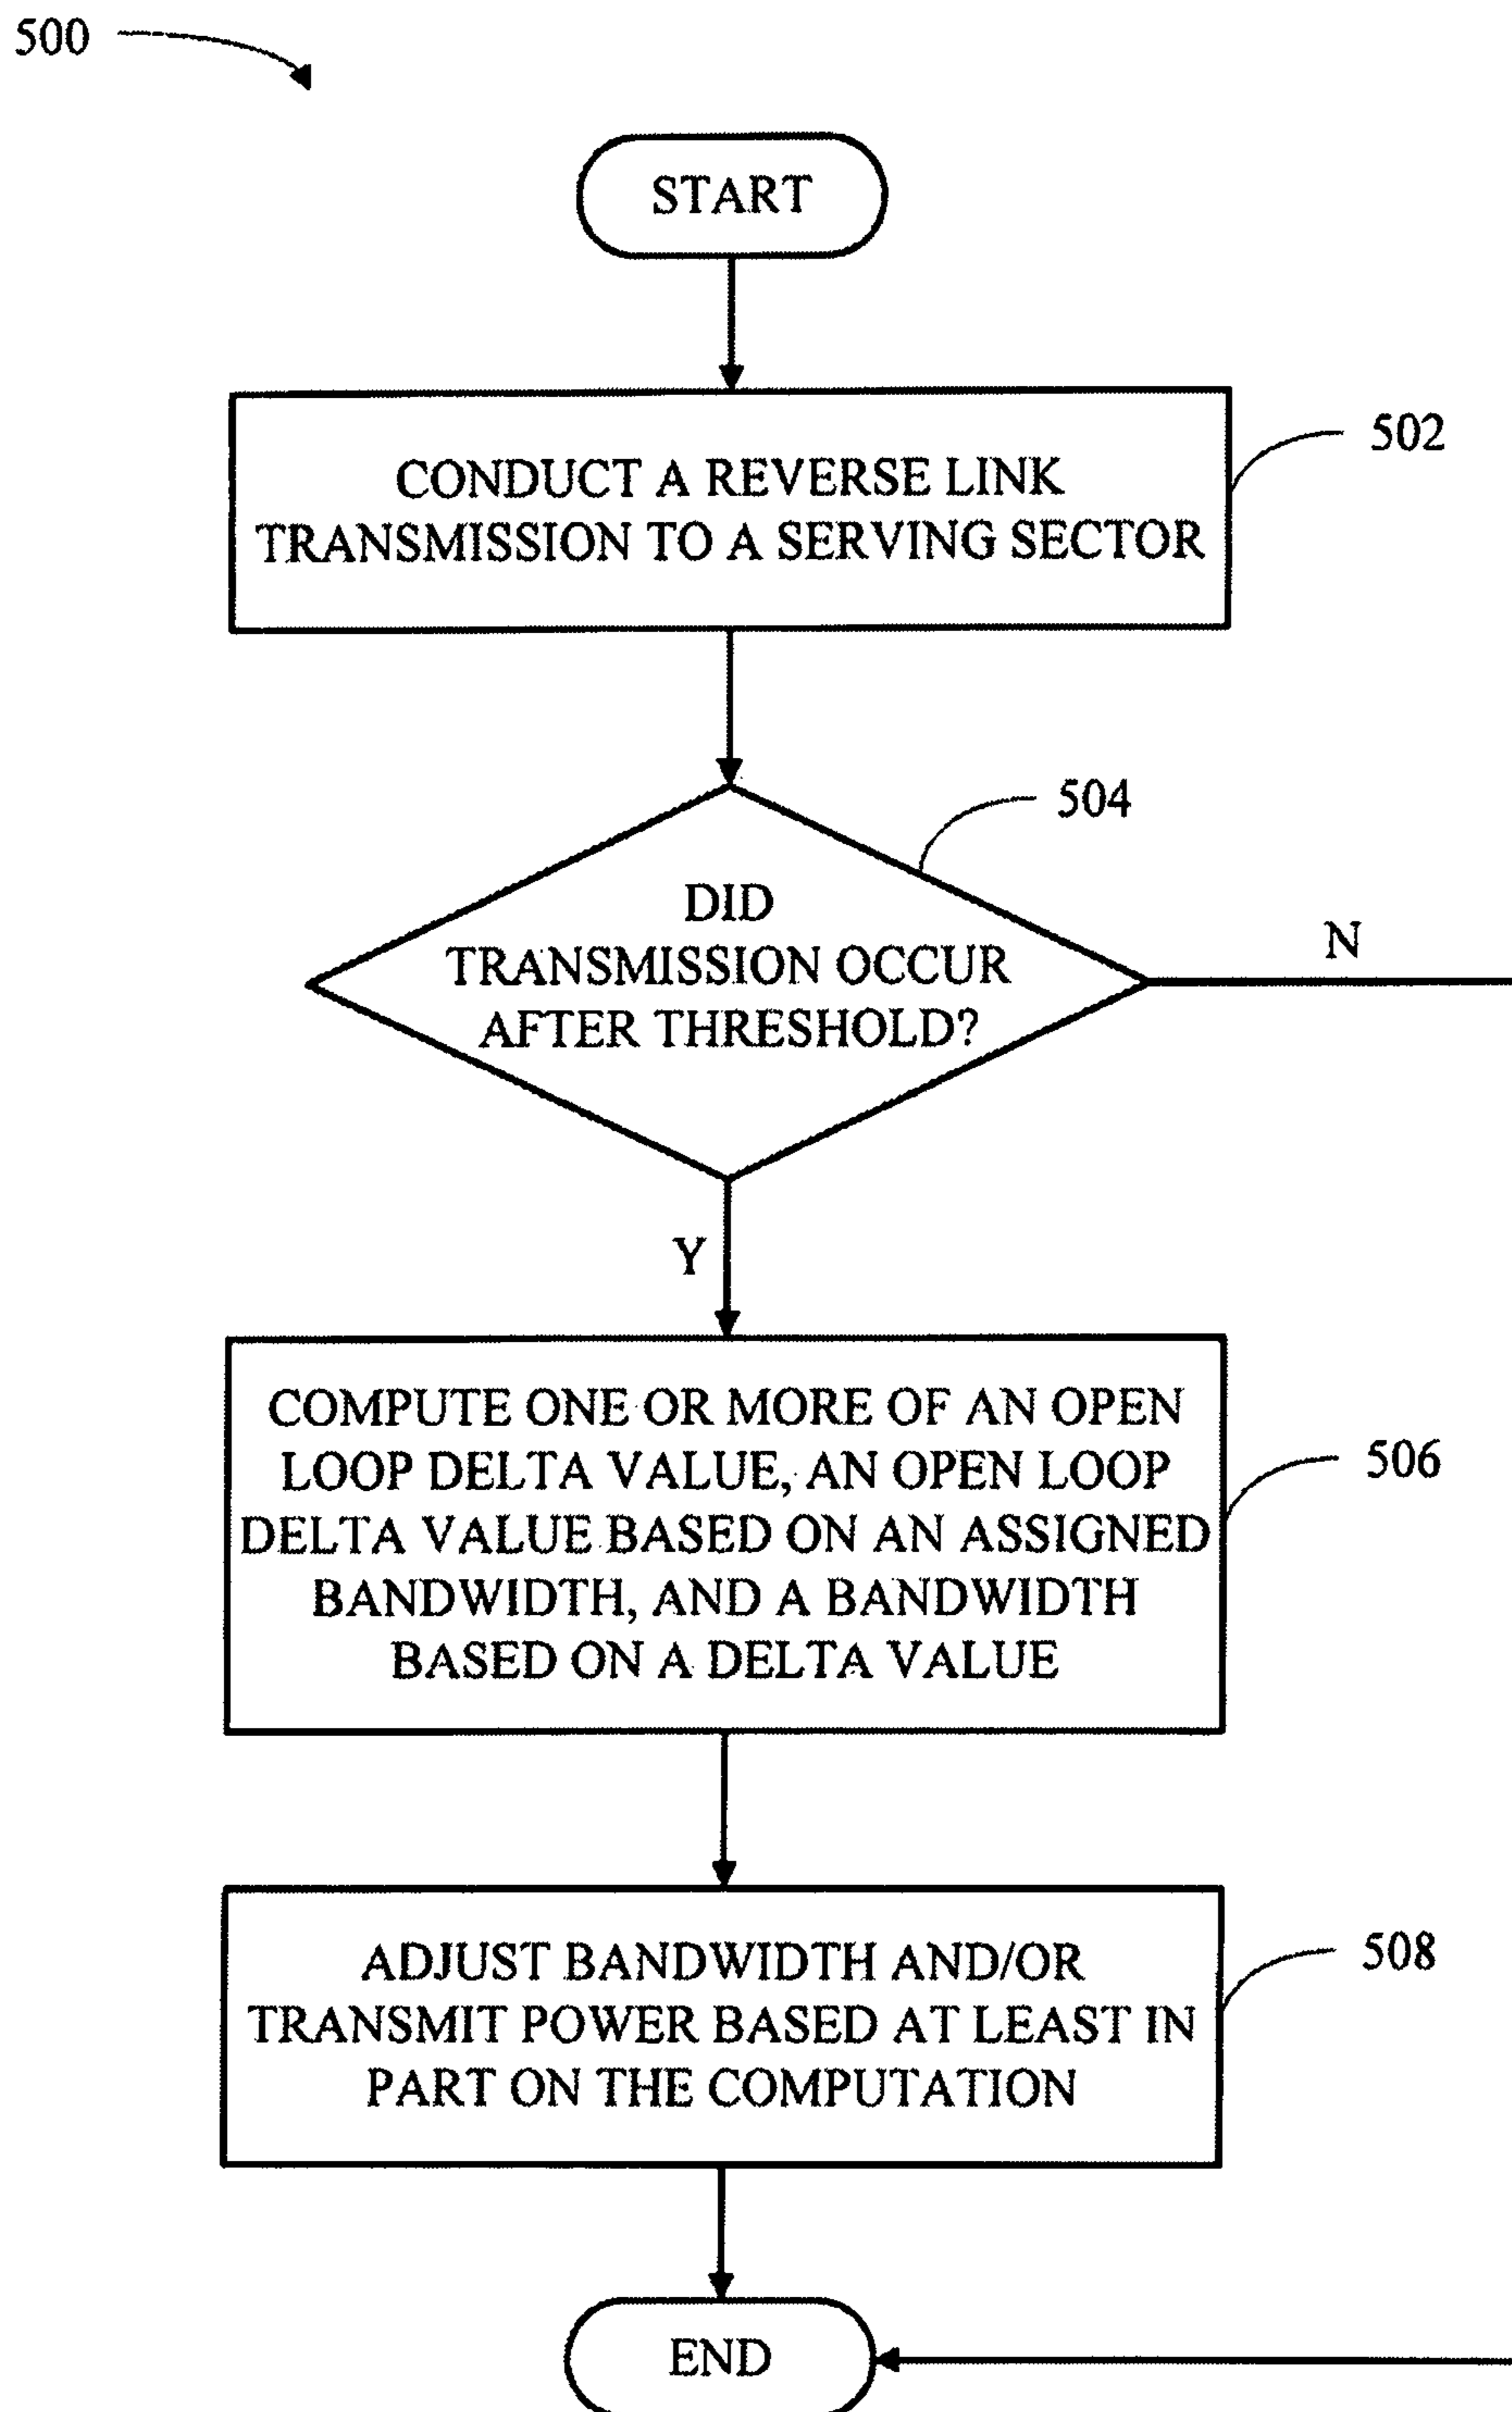 500
START
CONDUCT A REVERSE LINK
TRANSMISSION TO A SERVING SECTOR
502
504
DID
TRANSMISSION OCCUR
AFTER THRESHOLD?
N
Y
COMPUTE ONE OR MORE OF AN OPEN
LOOP DELTA VALUE, AN OPEN LOOP
DELTA VALUE BASED ON AN ASSIGNED
BANDWIDTH, AND A BANDWIDTH
BASED ON A DELTA VALUE
506
ADJUST BANDWIDTH AND/OR
TRANSMIT POWER BASED AT LEAST IN
PART ON THE COMPUTATION
508
END